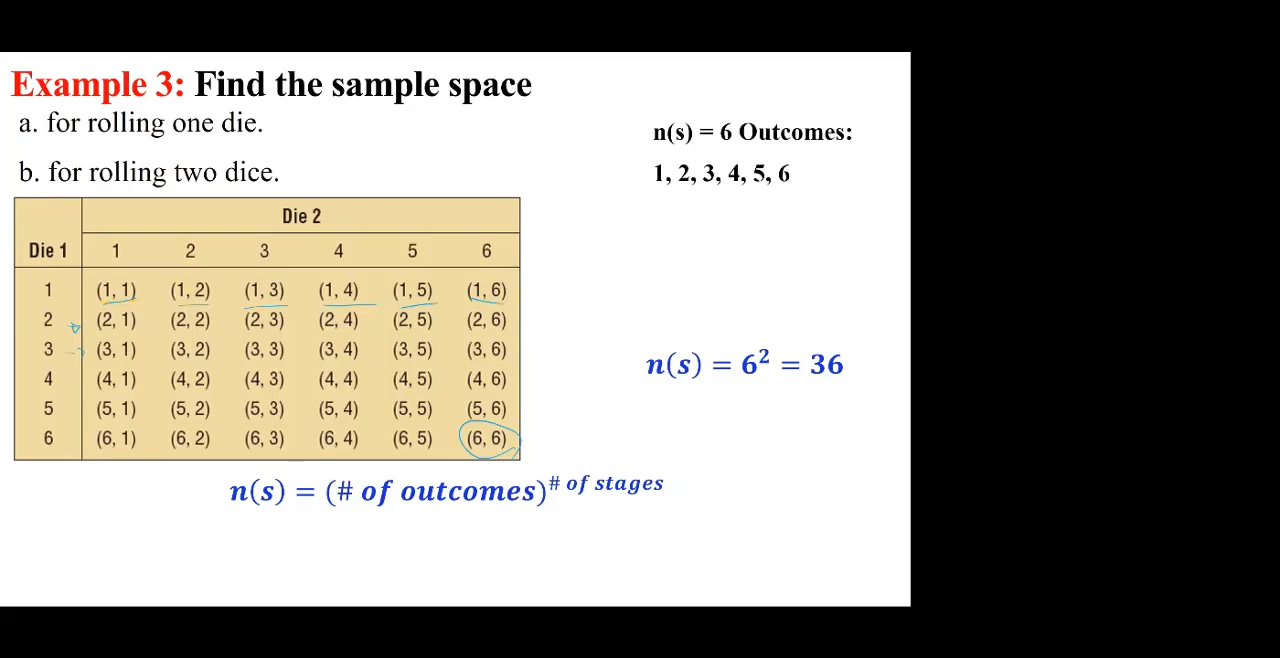 Example 3: Find the sample space
a. for rolling one die.
n(s) = 6 Outcomes:
b. for rolling two dice.
1, 2, 3, 4, 5, 6
Die 2
Die 1 1 2 3 4 5 6
1 (1, 1) (1, 2) (1, 3) (1, 4) (1, 5) (1, 6)
2 (2, 1) (2, 2) (2, 3) (2, 4) (2, 5) (2, 6)
3 (3, 1) (3, 2) (3, 3) (3, 4) (3, 5) (3, 6)
n(s) = 6² = 36
4 (4, 1) (4, 2) (4, 3) (4, 4) (4, 5) (4, 6)
5 (5, 1) (5, 2) (5, 3) (5, 4) (5, 5) (5, 6)
6 (6, 1) (6, 2) (6, 3) (6, 4) (6, 5) (6, 6)
n(s) = (# of outcomes)^# of stages